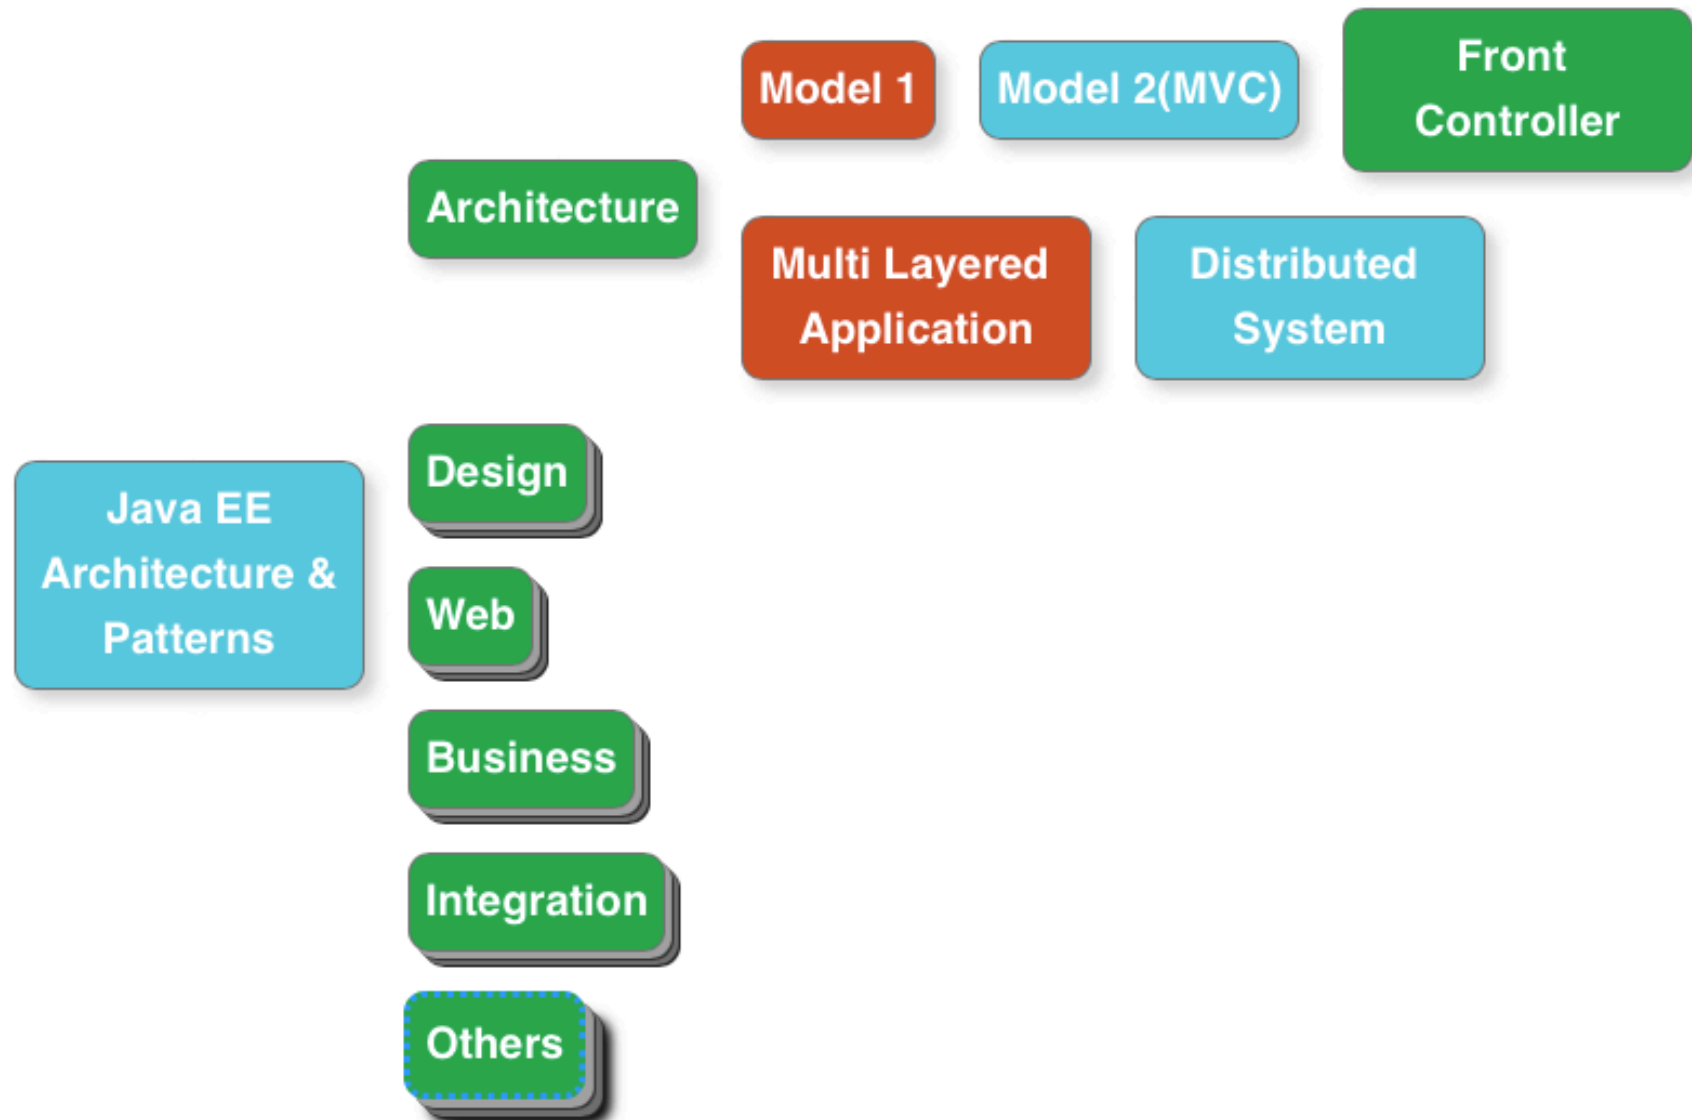 Model 1
Model 2(MVC)
Front
Controller
Architecture
Multi Layered
Application
Distributed
System
Design
Java EE
Architecture &
Patterns
Web
Business
Integration
Others